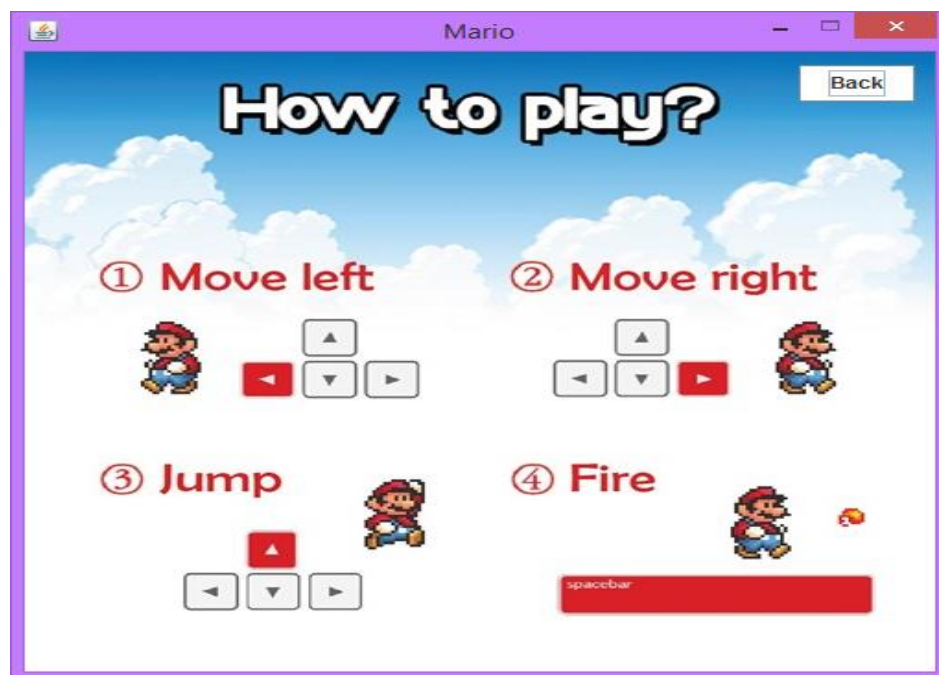 Mario
Back
How to play?
① Move left
② Move right
③ Jump
④ Fire
spacebar